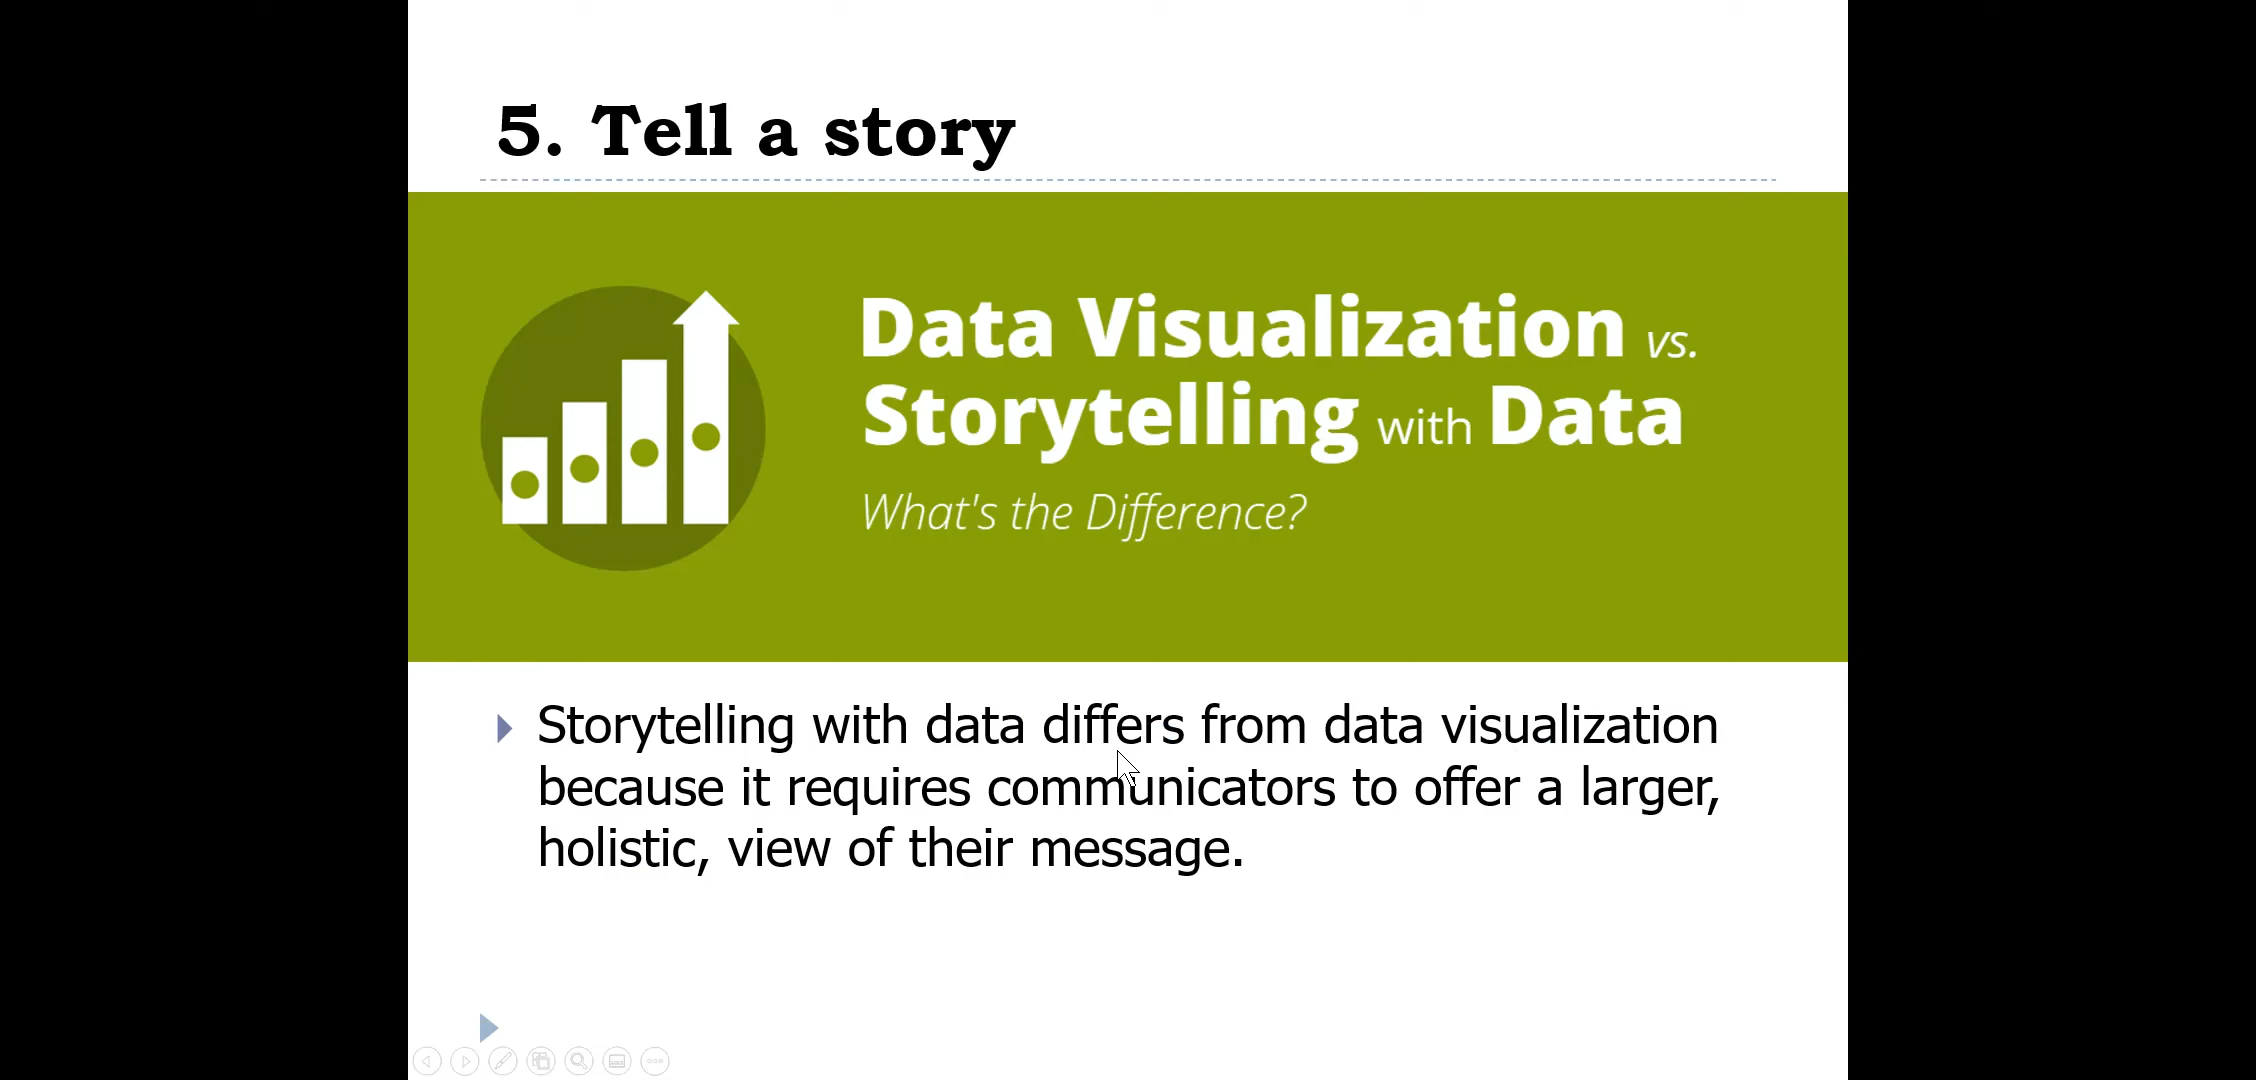 5. Tell a story
Data Visualization vs.
Storytelling with Data
What's the Difference?
Storytelling with data differs from data visualization
because it requires communicators to offer a larger,
holistic, view of their message.